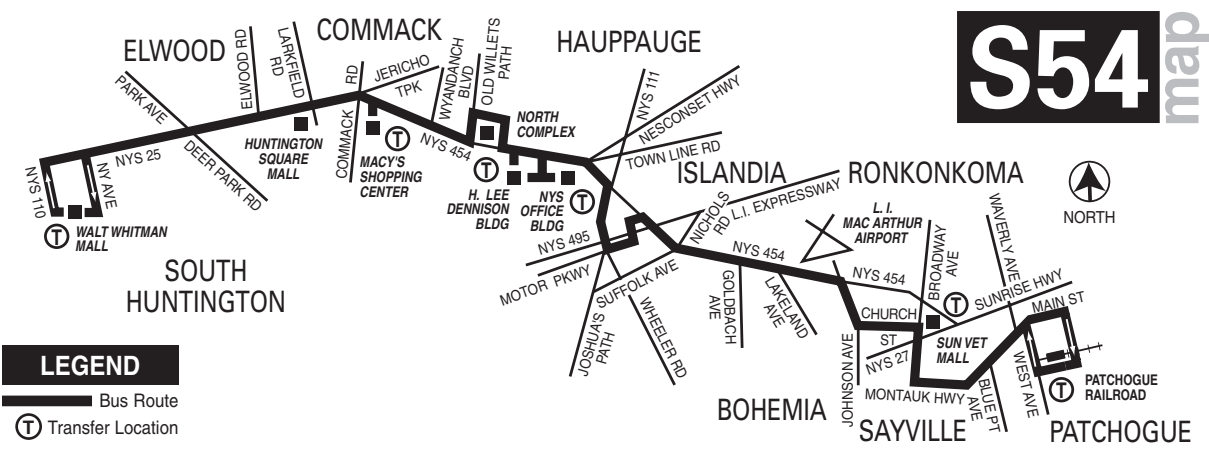 S54
map
ELWOOD
COMMACK
HAUPPAUGE
ISLANDIA
RONKONKOMA
SOUTH
HUNTINGTON
BOHEMIA
SAYVILLE
PATCHOGUE
PARK AVE
DEER PARK RD
ELWOOD RD
LARKFIELD
RD
COMMACK
RD
JERICHO
TPK
WYANDANCH
BLVD
OLD WILLETS
PATH
NYS 111
NESCONSET HWY
TOWN LINE RD
NORTH
COMPLEX
HUNTINGTON
SQUARE
MALL
NYS 25
NYS 110
NY AVE
T
WALT WHITMAN
MALL
T
MACY'S
SHOPPING
CENTER
NYS 454
T
H. LEE
DENNISON
BLDG
NYS
OFFICE
BLDG
T
NYS 495
L.I. EXPRESSWAY
NICHOLS
RD
MOTOR PKWY
SUFFOLK AVE
JOSHUA'S
PATH
WHEELER RD
NYS 454
GOLDBACH
AVE
LAKELAND
AVE
L. I.
MAC ARTHUR
AIRPORT
NYS 454
BROADWAY
AVE
WAVERLY AVE
NORTH
T
SUNRISE HWY
MAIN ST
CHURCH
ST
NYS 27
SUN VET
MALL
JOHNSON AVE
MONTAUK HWY
BLUE PT
AVE
WEST AVE
T
PATCHOGUE
RAILROAD
LEGEND
Bus Route
T Transfer Location